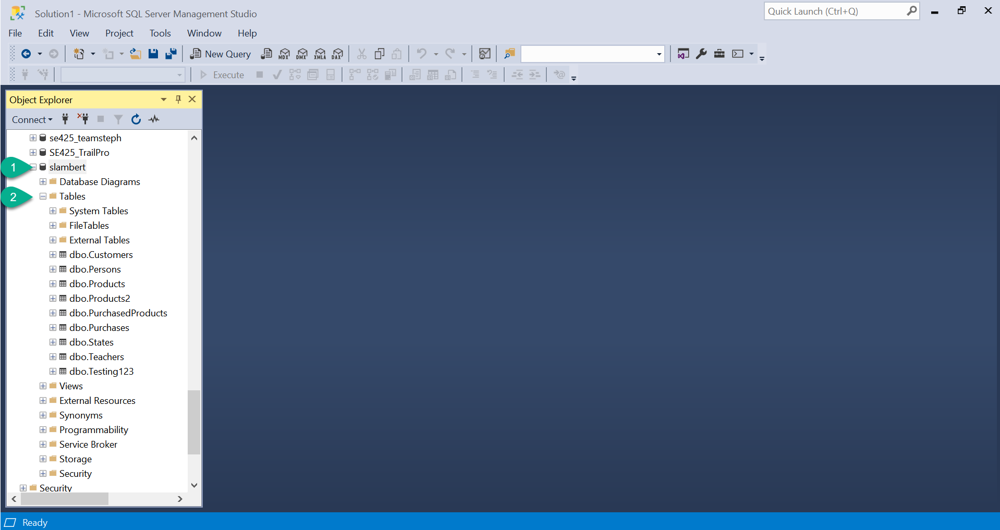 Solution1 - Microsoft SQL Server Management Studio
Quick Launch (Ctrl+Q)
File Edit View Project Tools Window Help
New Query MDX DMX XMLA DAX
Execute
Object Explorer
Connect
se425_teamsteph
SE425_TrailPro
1 slambert
Database Diagrams
2 Tables
System Tables
FileTables
External Tables
dbo.Customers
dbo.Persons
dbo.Products
dbo.Products2
dbo.PurchasedProducts
dbo.Purchases
dbo.States
dbo.Teachers
dbo.Testing123
Views
External Resources
Synonyms
Programmability
Service Broker
Storage
Security
Security
Ready